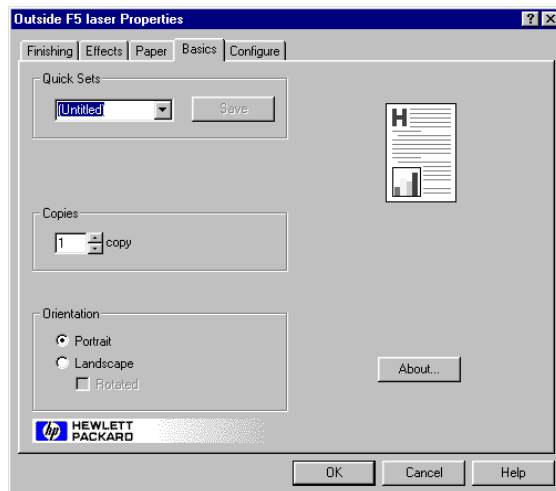 Outside F5 laser Properties
Finishing Effects Paper Basics Configure
Quick Sets
(Untitled) Save
H
Copies
1 copy
Orientation
Portrait
Landscape
Rotated
About...
hp HEWLETT
PACKARD
OK Cancel Help